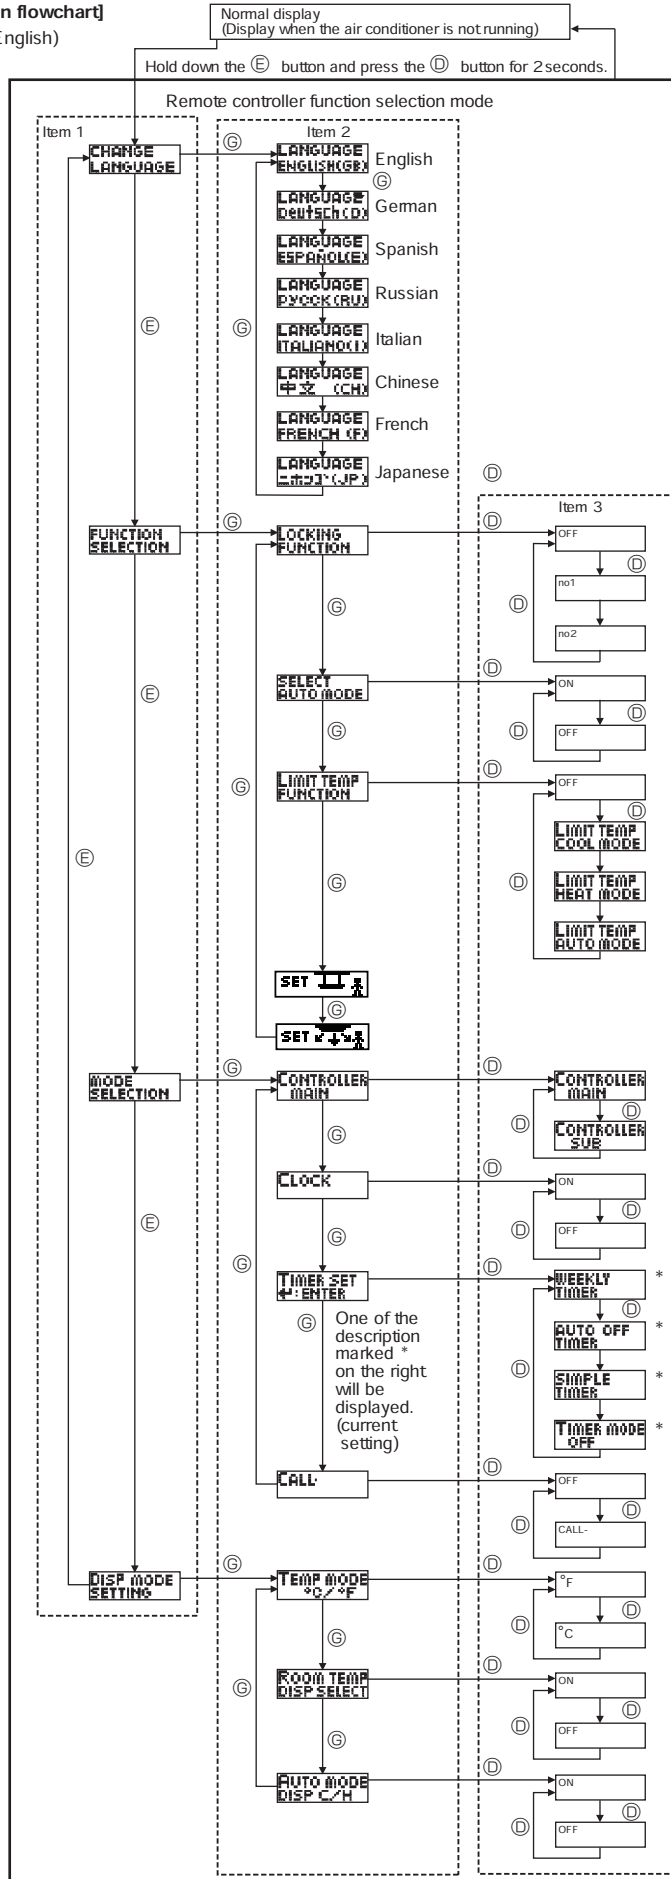 n flowchart]
English)
Normal display
(Display when the air conditioner is not running)
Hold down the Ⓔ button and press the Ⓓ button for 2 seconds.
Remote controller function selection mode
Item 1
Item 2
CHANGE
LANGUAGE
Ⓖ
LANGUAGE
ENGLISH(GB)
English
Ⓖ
LANGUAGE
Deutsch(D)
German
LANGUAGE
ESPAÑOL(E)
Spanish
LANGUAGE
РУССК(RU)
Russian
Ⓔ
Ⓖ
LANGUAGE
ITALIANO(I)
Italian
LANGUAGE
中文 (CH)
Chinese
LANGUAGE
FRENCH (F)
French
LANGUAGE
ニホンゴ(JP)
Japanese
Ⓓ
Item 3
FUNCTION
SELECTION
Ⓖ
LOCKING
FUNCTION
Ⓓ
OFF
Ⓓ
no1
Ⓓ
no2
Ⓖ
Ⓔ
SELECT
AUTO MODE
Ⓓ
ON
Ⓓ
Ⓓ
OFF
Ⓖ
Ⓖ
LIMIT TEMP
FUNCTION
Ⓓ
OFF
Ⓓ
LIMIT TEMP
COOL MODE
Ⓓ
LIMIT TEMP
HEAT MODE
LIMIT TEMP
AUTO MODE
Ⓔ
Ⓖ
SET
Ⓖ
SET
MODE
SELECTION
Ⓖ
CONTROLLER
MAIN
Ⓓ
CONTROLLER
MAIN
Ⓓ
Ⓓ
CONTROLLER
SUB
Ⓖ
CLOCK
Ⓓ
ON
Ⓓ
Ⓓ
OFF
Ⓔ
Ⓖ
Ⓖ
TIMER SET
↵:ENTER
Ⓓ
WEEKLY
TIMER
*
Ⓓ
AUTO OFF
TIMER
*
Ⓓ
SIMPLE
TIMER
*
TIMER MODE
OFF
*
Ⓖ
One of the
description
marked *
on the right
will be
displayed.
(current
setting)
CALL-
Ⓓ
OFF
Ⓓ
Ⓓ
CALL-
DISP MODE
SETTING
Ⓖ
TEMP MODE
°C/°F
Ⓓ
°F
Ⓓ
Ⓓ
°C
Ⓖ
Ⓖ
ROOM TEMP
DISP SELECT
Ⓓ
ON
Ⓓ
Ⓓ
OFF
Ⓖ
AUTO MODE
DISP C/H
Ⓓ
ON
Ⓓ
Ⓓ
OFF